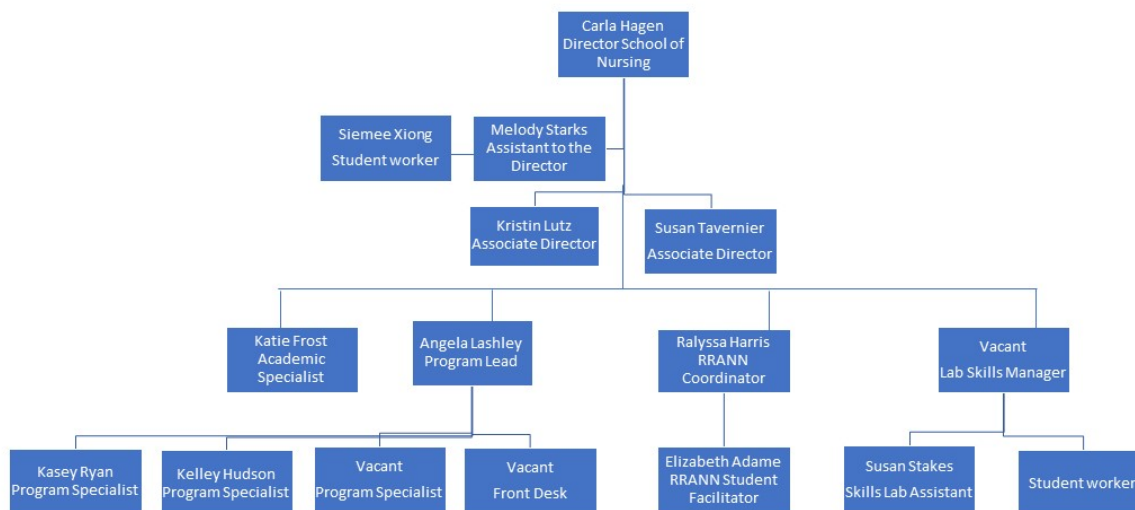 Carla Hagen
Director School of
Nursing
Siemee Xiong
Student worker
Melody Starks
Assistant to the
Director
Kristin Lutz
Associate Director
Susan Tavernier
Associate Director
Katie Frost
Academic
Specialist
Angela Lashley
Program Lead
Ralyssa Harris
RRANN
Coordinator
Vacant
Lab Skills Manager
Kasey Ryan
Program Specialist
Kelley Hudson
Program Specialist
Vacant
Program Specialist
Vacant
Front Desk
Elizabeth Adame
RRANN Student
Facilitator
Susan Stakes
Skills Lab Assistant
Student worker